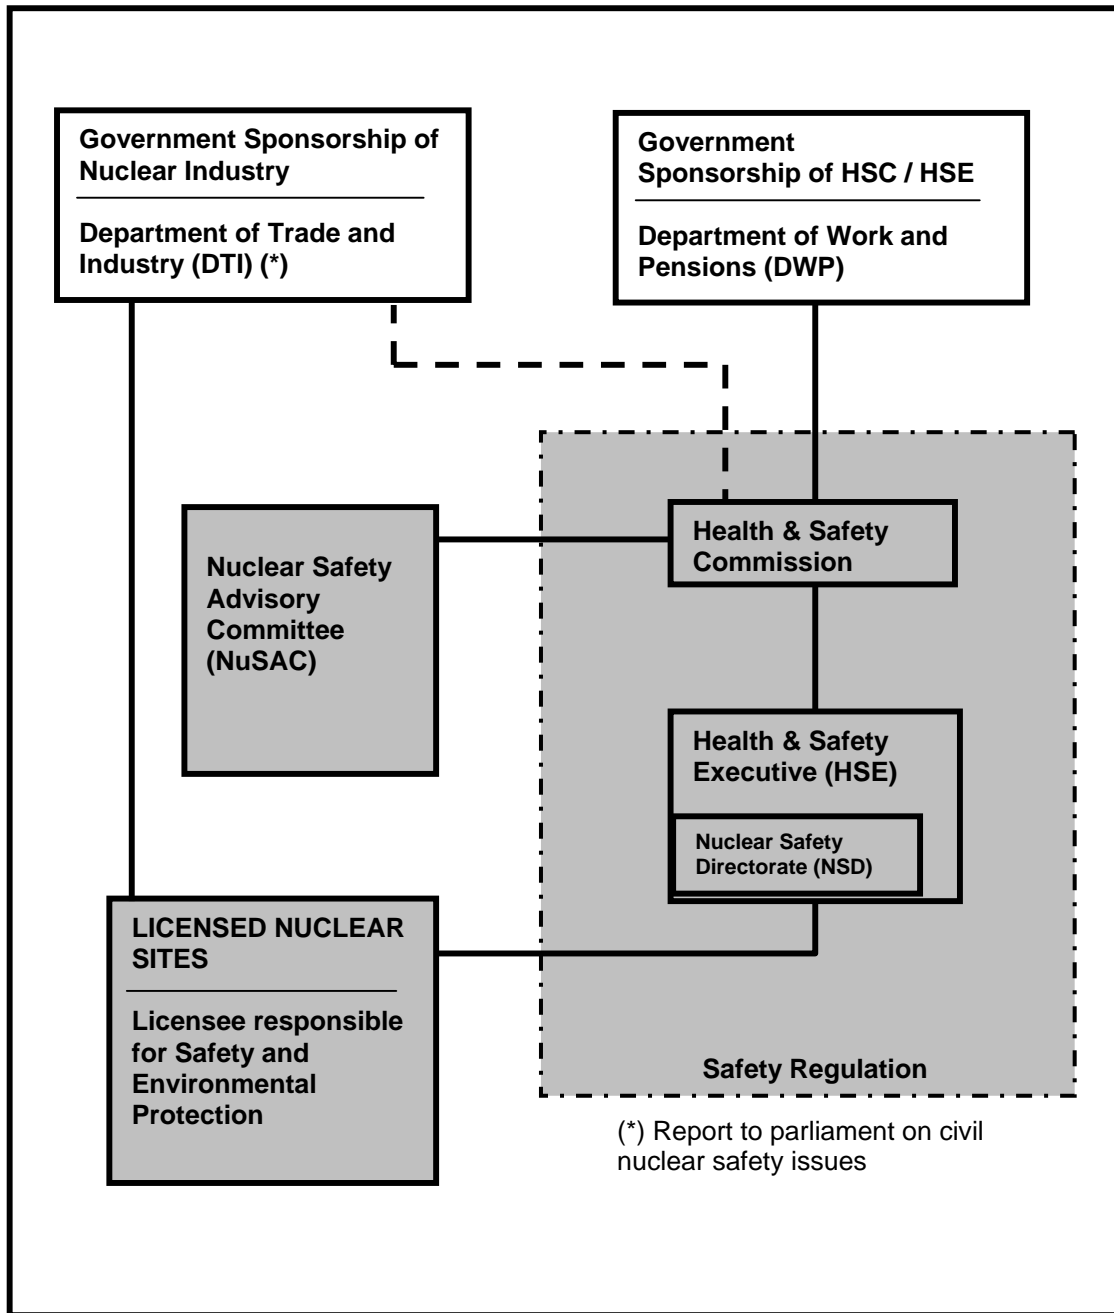 Government Sponsorship of
Nuclear Industry
Department of Trade and
Industry (DTI) (*)
Government
Sponsorship of HSC / HSE
Department of Work and
Pensions (DWP)
Nuclear Safety
Advisory
Committee
(NuSAC)
Health & Safety
Commission
Health & Safety
Executive (HSE)
Nuclear Safety
Directorate (NSD)
LICENSED NUCLEAR
SITES
Licensee responsible
for Safety and
Environmental
Protection
Safety Regulation
(*) Report to parliament on civil
nuclear safety issues